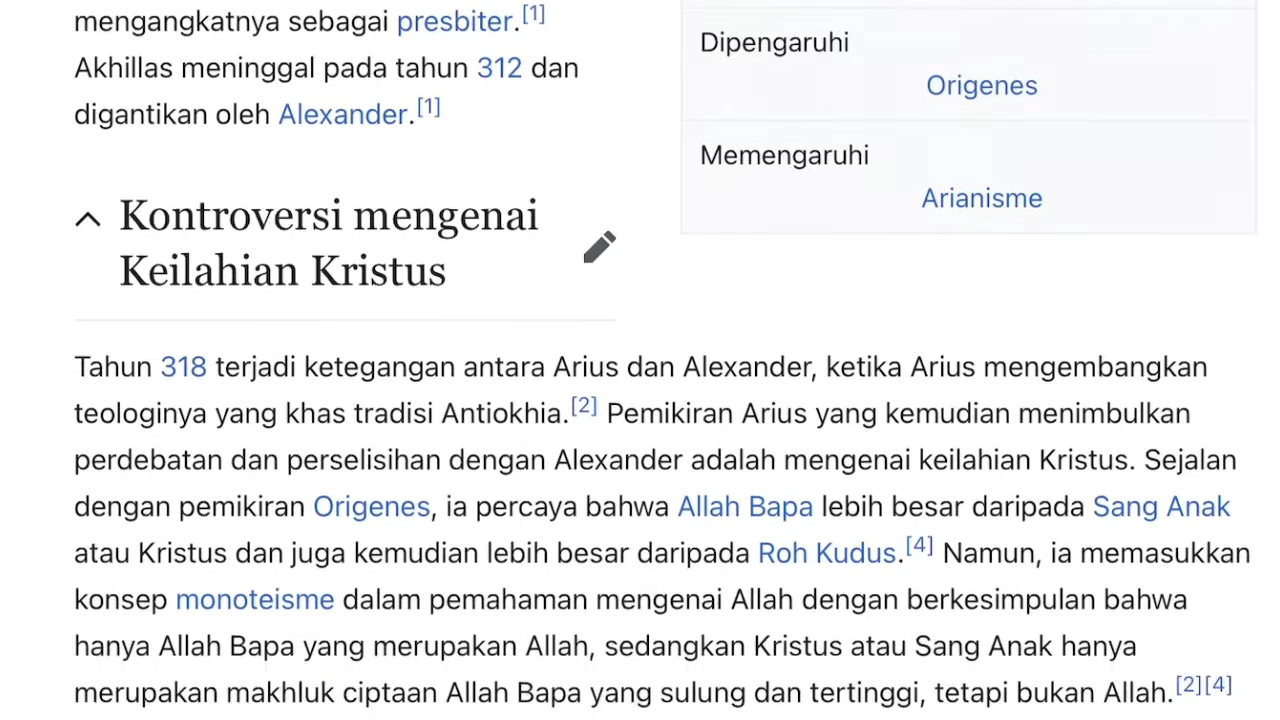 mengangkatnya sebagai presbiter.[1]
Akhillas meninggal pada tahun 312 dan
digantikan oleh Alexander.[1]
Dipengaruhi
Origenes
Memengaruhi
Arianisme
Kontroversi mengenai
Keilahian Kristus
Tahun 318 terjadi ketegangan antara Arius dan Alexander, ketika Arius mengembangkan
teologinya yang khas tradisi Antiokhia.[2] Pemikiran Arius yang kemudian menimbulkan
perdebatan dan perselisihan dengan Alexander adalah mengenai keilahian Kristus. Sejalan
dengan pemikiran Origenes, ia percaya bahwa Allah Bapa lebih besar daripada Sang Anak
atau Kristus dan juga kemudian lebih besar daripada Roh Kudus.[4] Namun, ia memasukkan
konsep monoteisme dalam pemahaman mengenai Allah dengan berkesimpulan bahwa
hanya Allah Bapa yang merupakan Allah, sedangkan Kristus atau Sang Anak hanya
merupakan makhluk ciptaan Allah Bapa yang sulung dan tertinggi, tetapi bukan Allah.[2][4]